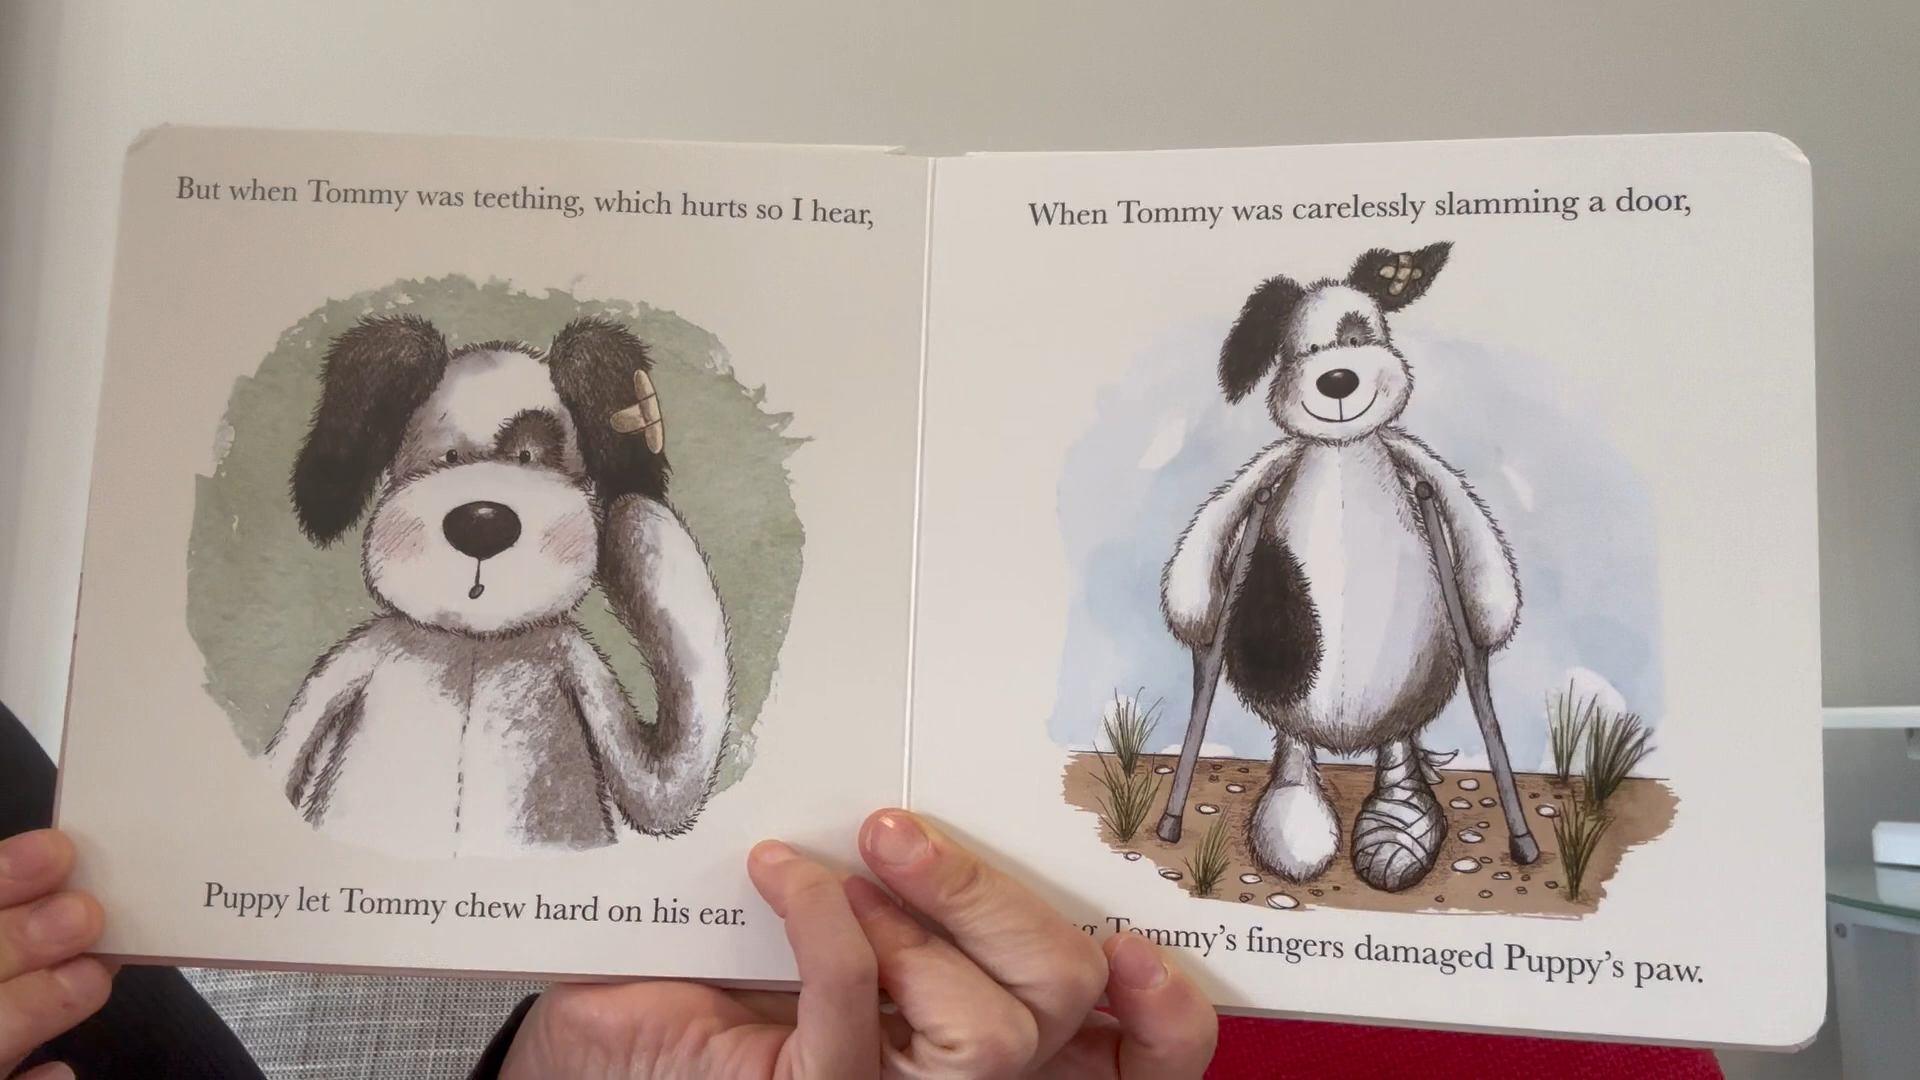 But when Tommy was teething, which hurts so I hear,
Puppy let Tommy chew hard on his ear.
When Tommy was carelessly slamming a door,
Tommy's fingers damaged Puppy's paw.